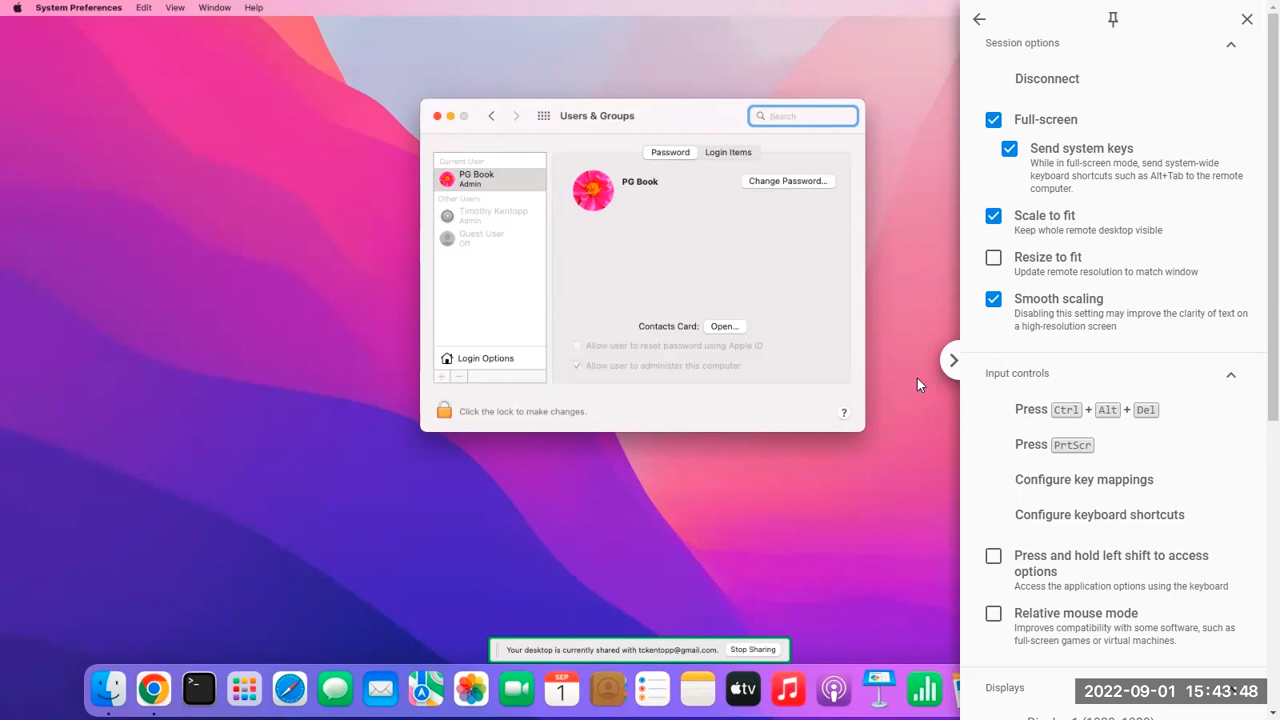 System Preferences Edit View Window Help
Users & Groups
Search
Password Login Items
Current User
PG Book
Admin
Other Users
Timothy Kentopp
Admin
Guest User
Off
Login Options
PG Book
Change Password...
Contacts Card: Open...
Allow user to reset password using Apple ID
Allow user to administer this computer
Click the lock to make changes.
?
Your desktop is currently shared with tckentopp@gmail.com. Stop Sharing
SEP
1
tv
Session options
Disconnect
Full-screen
Send system keys
While in full-screen mode, send system-wide
keyboard shortcuts such as Alt+Tab to the remote
computer.
Scale to fit
Keep whole remote desktop visible
Resize to fit
Update remote resolution to match window
Smooth scaling
Disabling this setting may improve the clarity of text on
a high-resolution screen
Input controls
Press Ctrl + Alt + Del
Press PrtScr
Configure key mappings
Configure keyboard shortcuts
Press and hold left shift to access
options
Access the application options using the keyboard
Relative mouse mode
Improves compatibility with some software, such as
full-screen games or virtual machines.
Displays
2022-09-01 15:43:48